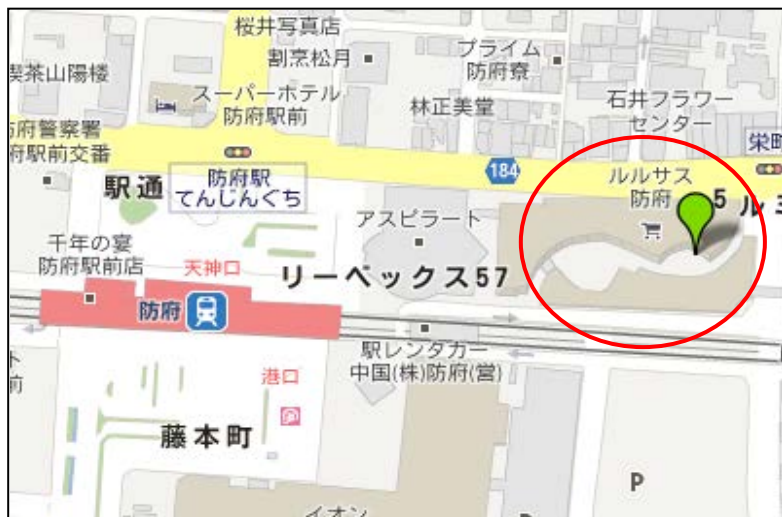 桜井写真店
割烹松月
プライム
防府寮
喫茶山陽楼
スーパーホテル
防府駅前
林正美堂
石井フラワー
センター
防府警察署
府駅前交番
184
栄町
駅通
防府駅
てんじんぐち
ルルサス
防府
5
アスピラート
千年の宴
防府駅前店
天神口
リーベックス57
防府
駅レンタカー
中国(株)防府(営)
港口
藤本町
イオン
P